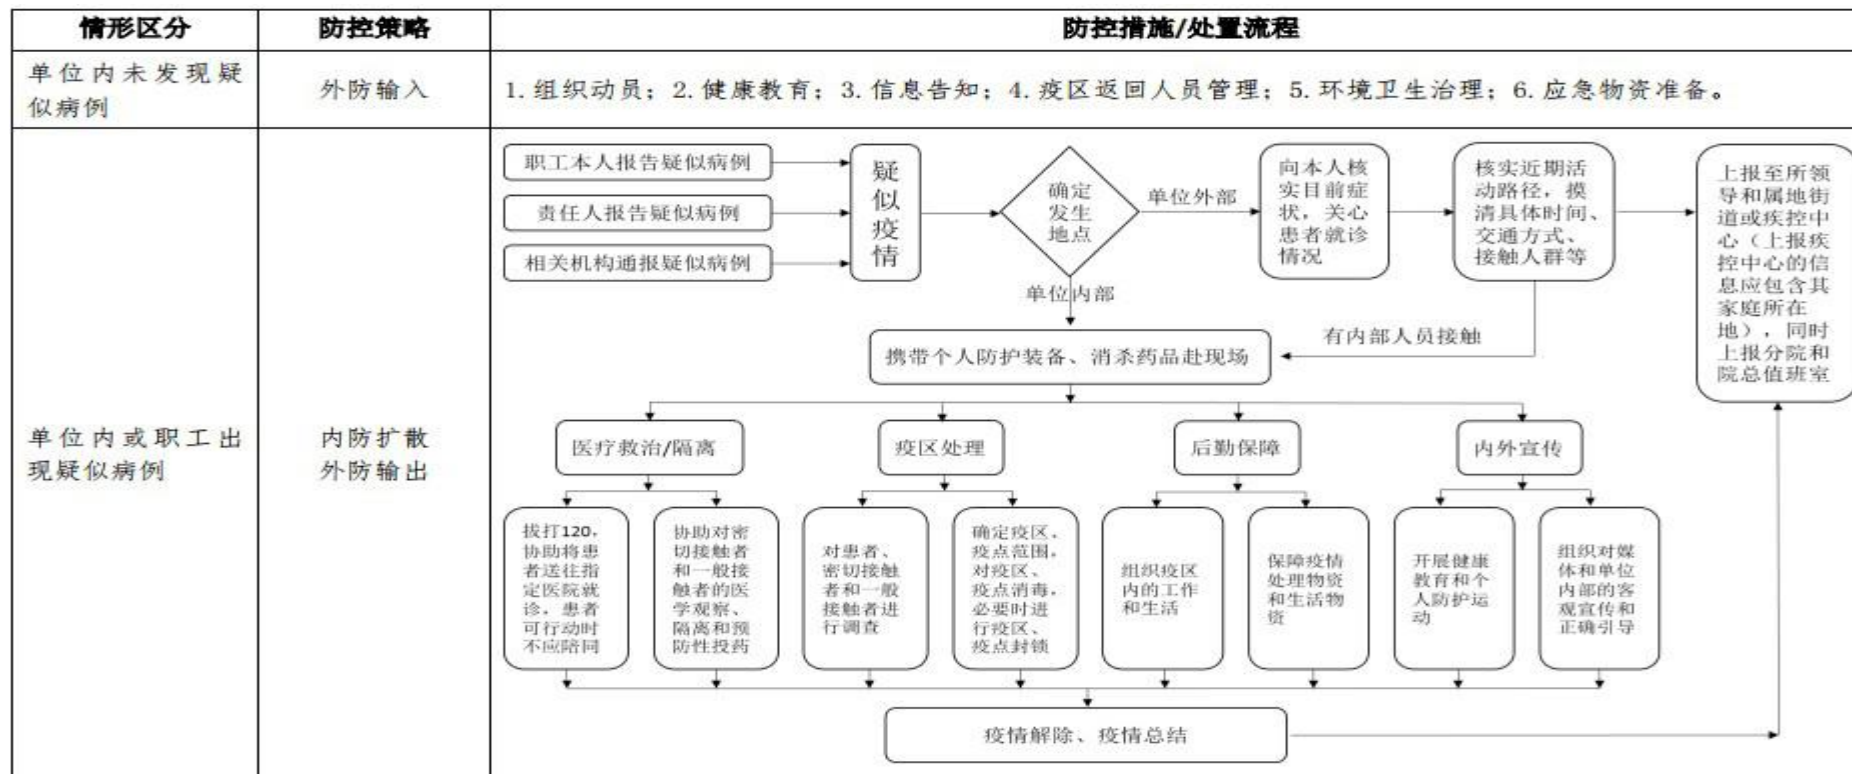 情形区分
防控策略
防控措施/处置流程
单位内未发现疑
似病例
外防输入
1.组织动员；2.健康教育；3.信息告知；4.疫区返回人员管理；5.环境卫生治理；6.应急物资准备。
单位内或职工出
现疑似病例
内防扩散
外防输出
职工本人报告疑似病例
责任人报告疑似病例
相关机构通报疑似病例
疑
似
疫
情
确定
发生
地点
单位外部
单位内部
向本人核
实目前症
状，关心
患者就诊
情况
核实近期活
动路径，摸
清具体时间、
交通方式、
接触人群等
上报至所领
导和属地街
道或疾控中
心（上报疾
控中心的信
息应包含其
家庭所在
地），同时
上报分院和
院总值班室
有内部人员接触
携带个人防护装备、消杀药品赴现场
医疗救治/隔离
疫区处理
后勤保障
内外宣传
拔打120，
协助将患
者送往指
定医院就
诊，患者
可行动时
不应陪同
协助对密
切接触者
和一般接
触者的医
学观察、
隔离和预
防性投药
对患者、
密切接触
者和一般
接触者进
行调查
确定疫区、
疫点范围，
对疫区、
疫点消毒，
必要时进
行疫区、
疫点封锁
组织疫区
内的工作
和生活
保障疫情
处理物资
和生活物
资
开展健康
教育和个
人防护运
动
组织对媒
体和单位
内部的客
观宣传和
正确引导
疫情解除、疫情总结